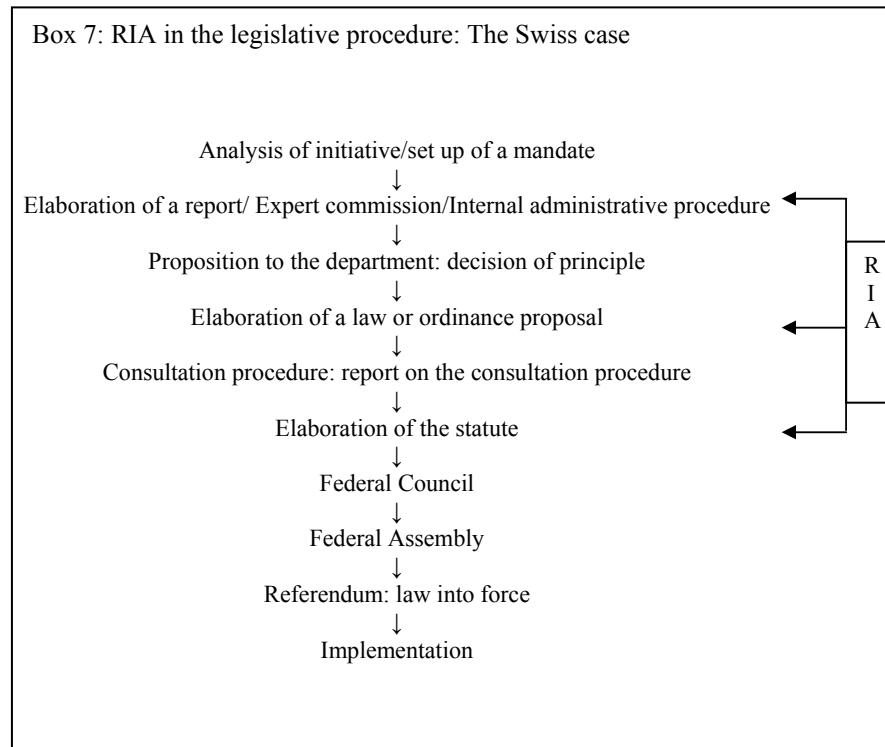 Box 7: RIA in the legislative procedure: The Swiss case
Analysis of initiative/set up of a mandate
↓
Elaboration of a report/ Expert commission/Internal administrative procedure
↓
Proposition to the department: decision of principle
↓
Elaboration of a law or ordinance proposal
↓
Consultation procedure: report on the consultation procedure
↓
Elaboration of the statute
↓
Federal Council
↓
Federal Assembly
↓
Referendum: law into force
↓
Implementation
R
I
A